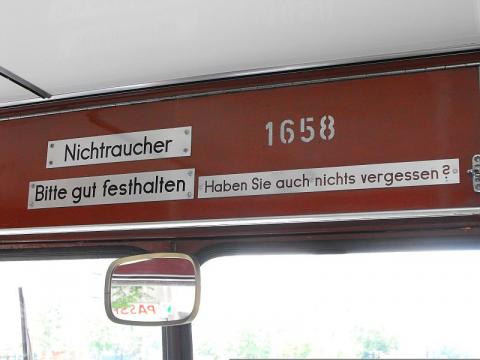 1658
Nichtraucher
Bitte gut festhalten
Haben Sie auch nichts vergessen?